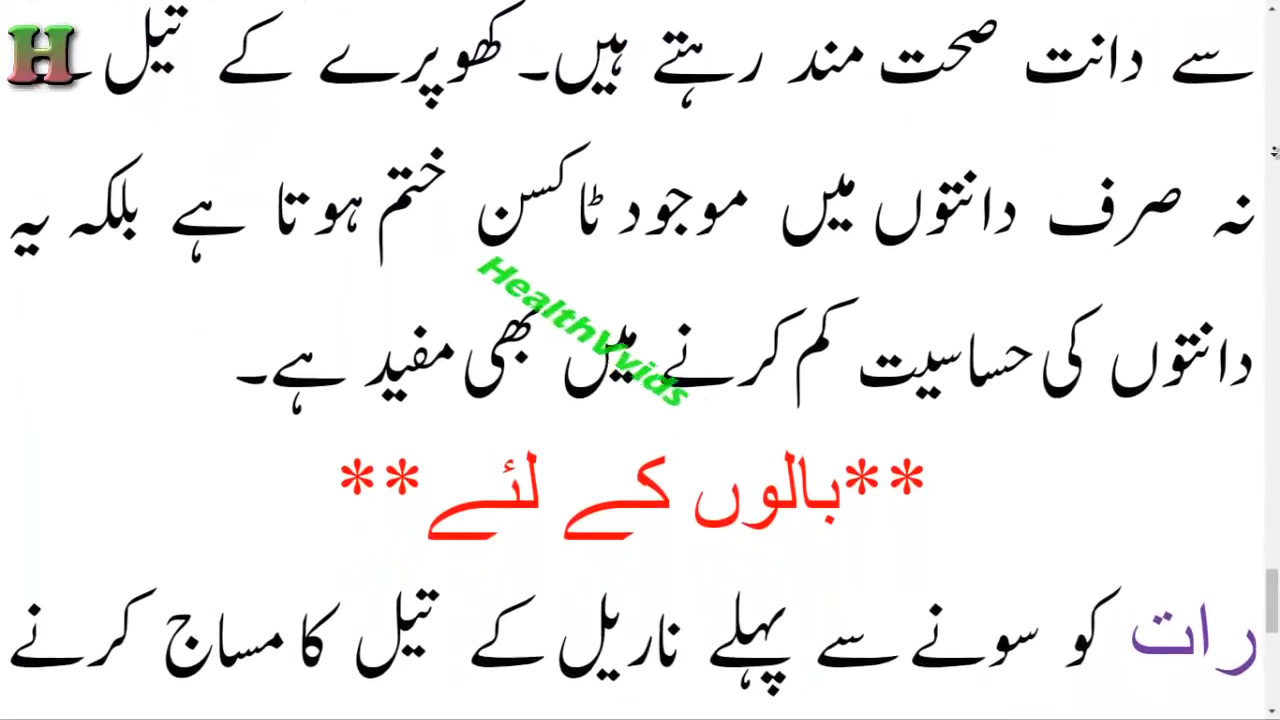 H
سے دانت صحت مند رہتے ہیں۔ کھوپرے کے تیل
نہ صرف دانتوں میں موجود ٹاکسن ختم ہوتا ہے بلکہ یہ
دانتوں کی حساسیت کم کرنے میں بھی مفید ہے۔
HealthVvids
**بالوں کے لئے**
رات کو سونے سے پہلے ناریل کے تیل کا مساج کرنے